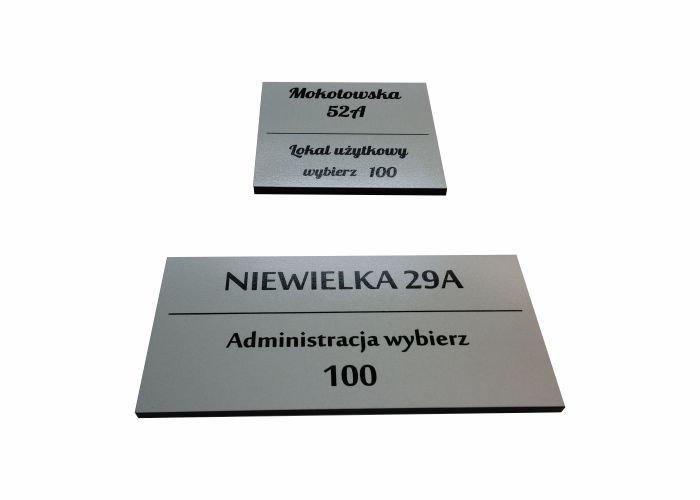 Mokotowska
52A
Lokal użytkowy
wybierz 100
NIEWIELKA 29A
Administracja wybierz
100